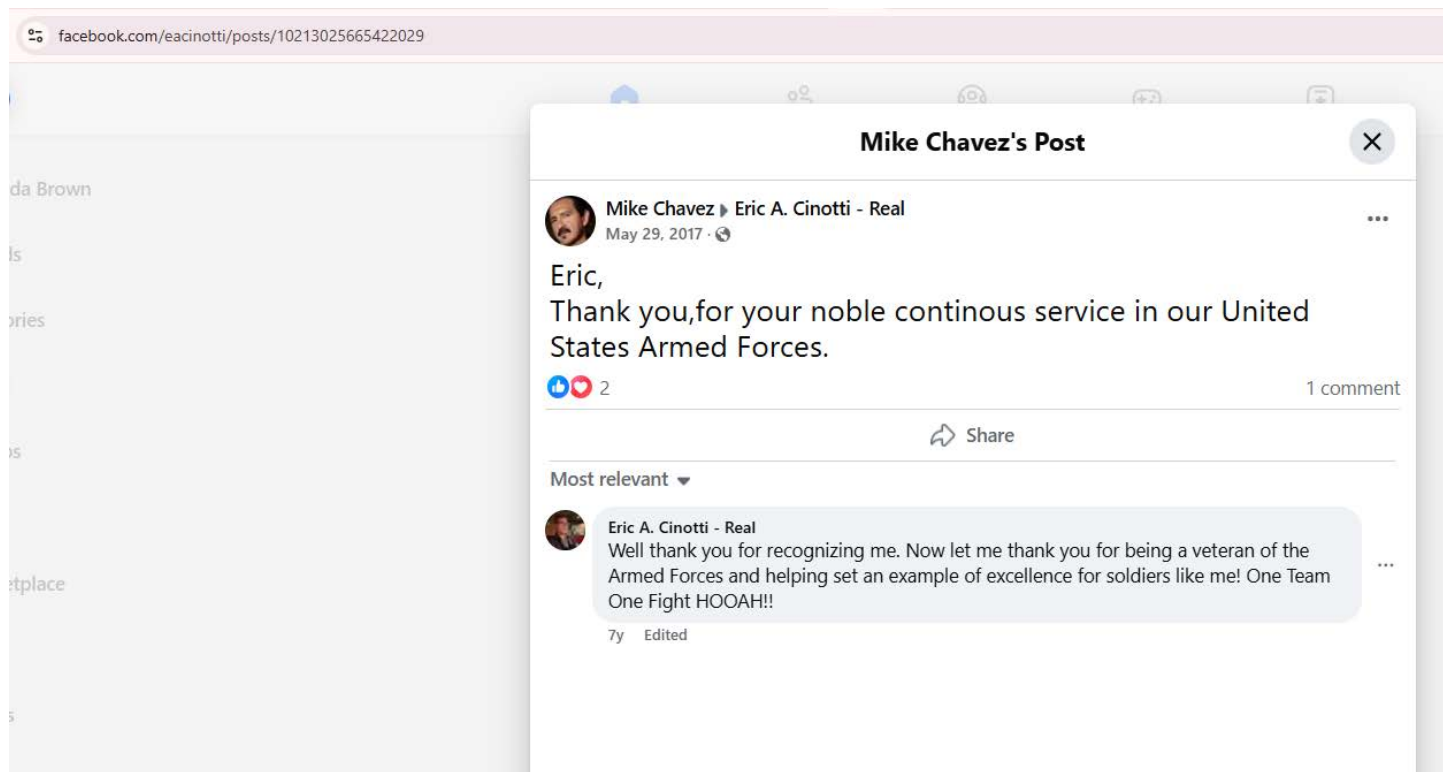 facebook.com/eacinotti/posts/10213025665422029
Mike Chavez's Post
da Brown
Mike Chavez Eric A. Cinotti - Real
May 29, 2017 ·
Eric,
Thank you,for your noble continous service in our United
States Armed Forces.
2
1 comment
Share
Most relevant
Eric A. Cinotti - Real
Well thank you for recognizing me. Now let me thank you for being a veteran of the
Armed Forces and helping set an example of excellence for soldiers like me! One Team
One Fight HOOAH!!
7y Edited
ories
etplace